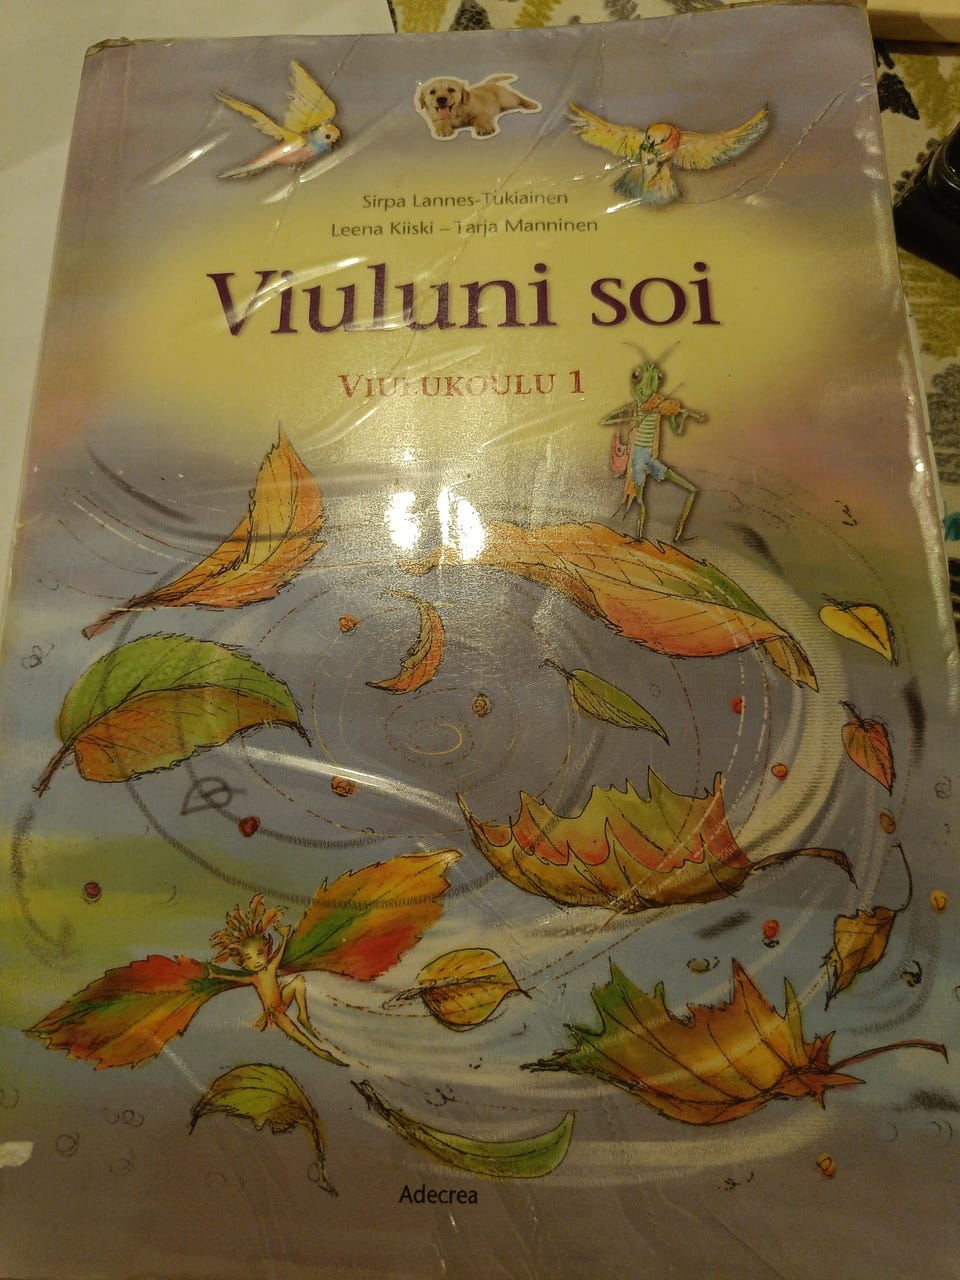 Sirpa Lannes-Tukiainen
Leena Kiiski – Tarja Manninen
Viuluni soi
VIULUKOULU 1
Adecrea